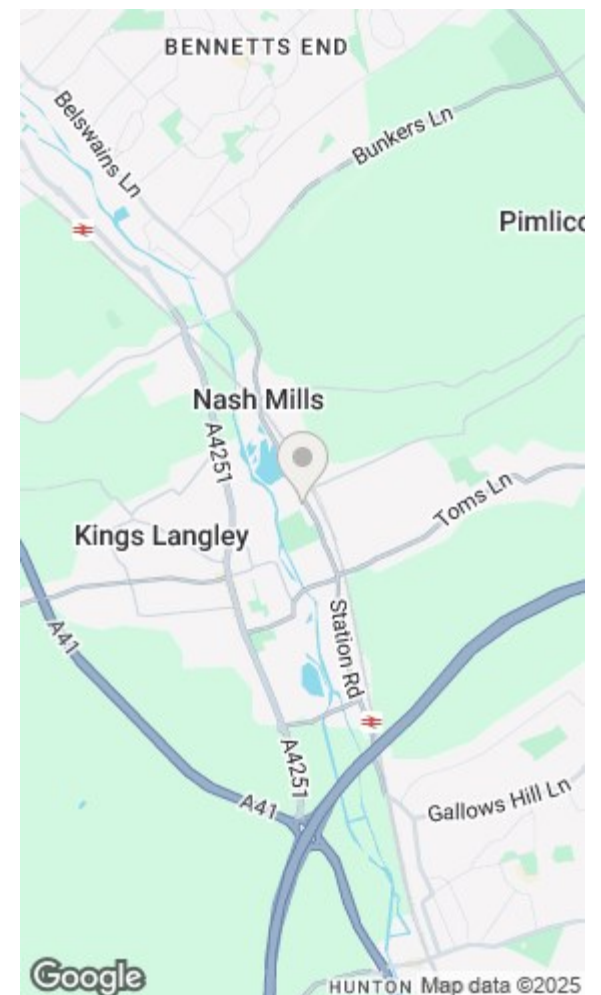 BENNETTS END
Belswains Ln
Bunkers Ln
Pimlico
Nash Mills
A4251
Toms Ln
Kings Langley
A41
Station Rd
A4251
A41
Gallows Hill Ln
Google
HUNTON
Map data ©2025